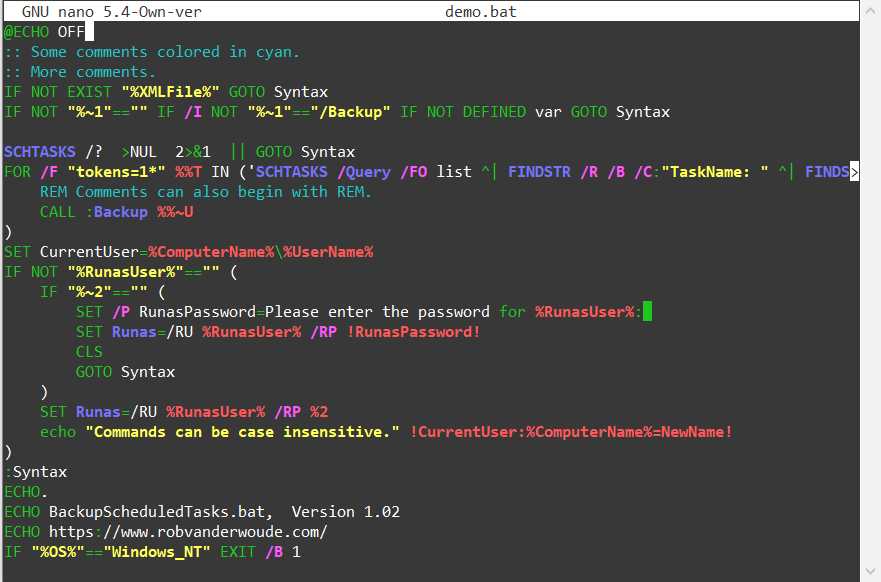 GNU nano 5.4-Own-ver demo.bat
@ECHO OFF
:: Some comments colored in cyan.
:: More comments.
IF NOT EXIST "%XMLFile%" GOTO Syntax
IF NOT "%~1"=="" IF /I NOT "%~1"=="/Backup" IF NOT DEFINED var GOTO Syntax
SCHTASKS /?  >NUL  2>&1  || GOTO Syntax
FOR /F "tokens=1*" %%T IN ('SCHTASKS /Query /FO list ^| FINDSTR /R /B /C:"TaskName: " ^| FINDS>
    REM Comments can also begin with REM.
    CALL :Backup %%~U
)
SET CurrentUser=%ComputerName%\%UserName%
IF NOT "%RunasUser%"=="" (
    IF "%~2"=="" (
        SET /P RunasPassword=Please enter the password for %RunasUser%:
        SET Runas=/RU %RunasUser% /RP !RunasPassword!
        CLS
        GOTO Syntax
    )
    SET Runas=/RU %RunasUser% /RP %2
    echo "Commands can be case insensitive." !CurrentUser:%ComputerName%=NewName!
)
:Syntax
ECHO.
ECHO BackupScheduledTasks.bat,  Version 1.02
ECHO https://www.robvanderwoude.com/
IF "%OS%"=="Windows_NT" EXIT /B 1